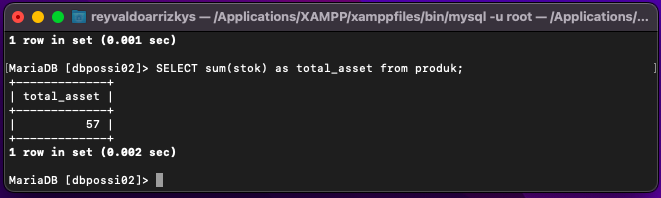 reyvaldoarrizkys — /Applications/XAMPP/xamppfiles/bin/mysql -u root — /Applications/...
1 row in set (0.001 sec)
[MariaDB [dbpossi02]> SELECT sum(stok) as total_asset from produk; ]
+-------------+
| total_asset |
+-------------+
|          57 |
+-------------+
1 row in set (0.002 sec)
MariaDB [dbpossi02]>